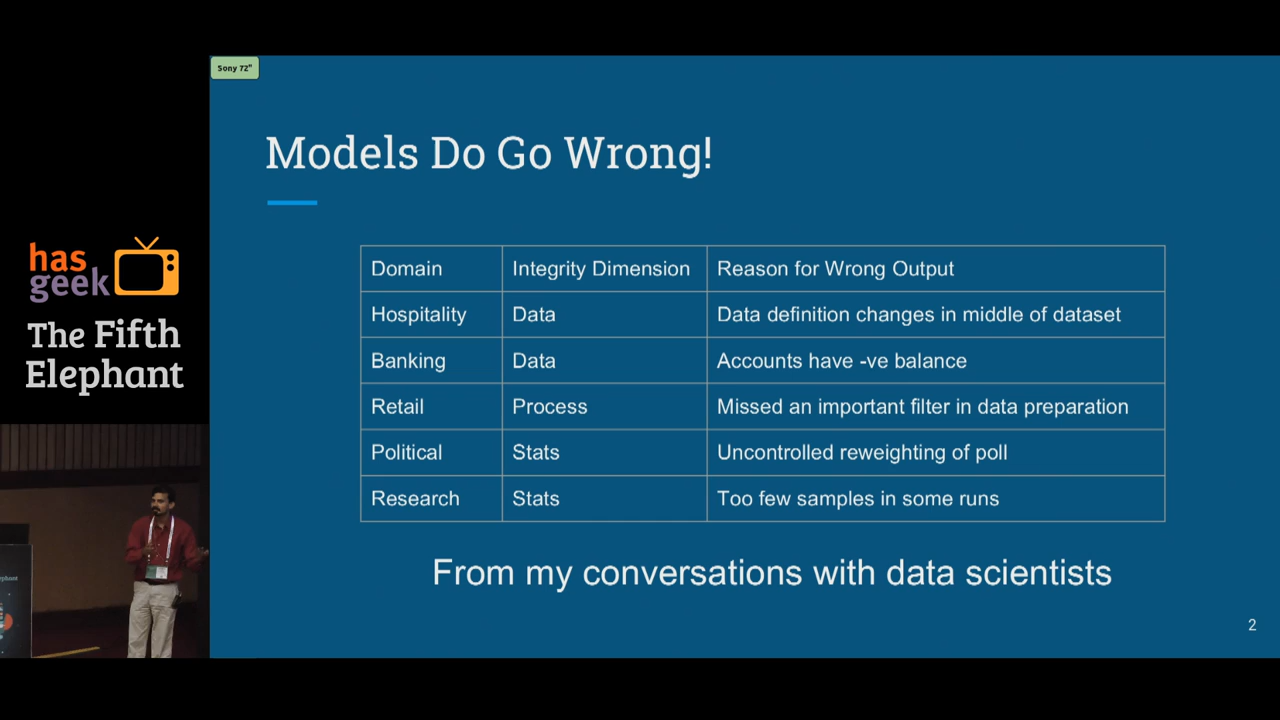 Sony 72"
Models Do Go Wrong!
has
geek
The Fifth
Elephant
Domain Integrity Dimension Reason for Wrong Output
Hospitality Data Data definition changes in middle of dataset
Banking Data Accounts have -ve balance
Retail Process Missed an important filter in data preparation
Political Stats Uncontrolled reweighting of poll
Research Stats Too few samples in some runs
From my conversations with data scientists
2